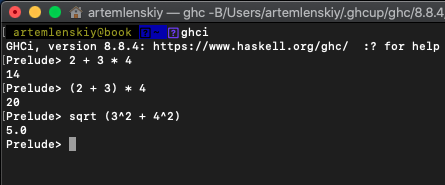 artemlenskiy — ghc -B/Users/artemlenskiy/.ghcup/ghc/8.8.4
artemlenskiy@book ~ ghci
GHCi, version 8.8.4: https://www.haskell.org/ghc/  :? for help
Prelude> 2 + 3 * 4
14
Prelude> (2 + 3) * 4
20
Prelude> sqrt (3^2 + 4^2)
5.0
Prelude>